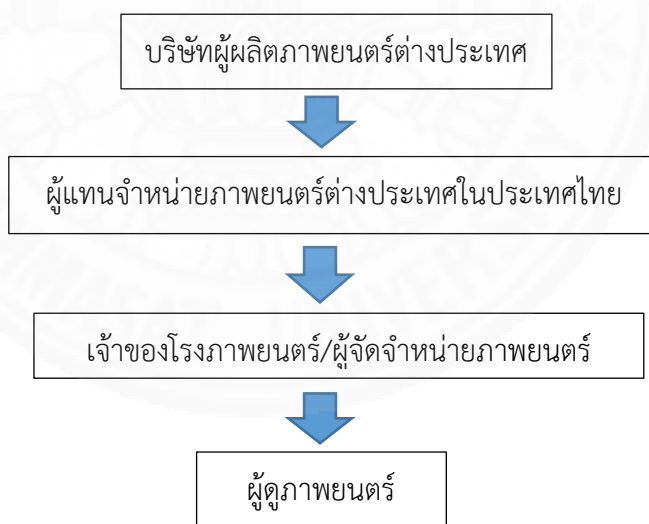 บริษัทผู้ผลิตภาพยนตร์ต่างประเทศ
ผู้แทนจำหน่ายภาพยนตร์ต่างประเทศในประเทศไทย
เจ้าของโรงภาพยนตร์/ผู้จัดจำหน่ายภาพยนตร์
ผู้ดูภาพยนตร์